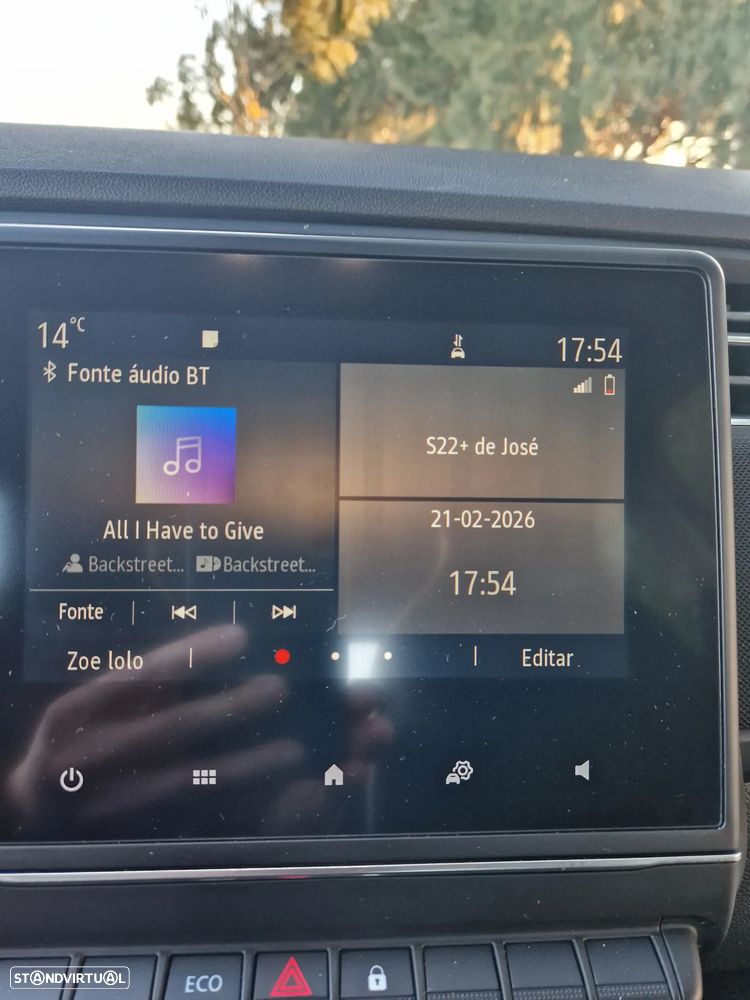 14°C
17:54
Fonte áudio BT
S22+ de José
All I Have to Give
Backstreet... Backstreet...
21-02-2026
17:54
Fonte
Zoe lolo
Editar
ECO
STANDVIRTUAL